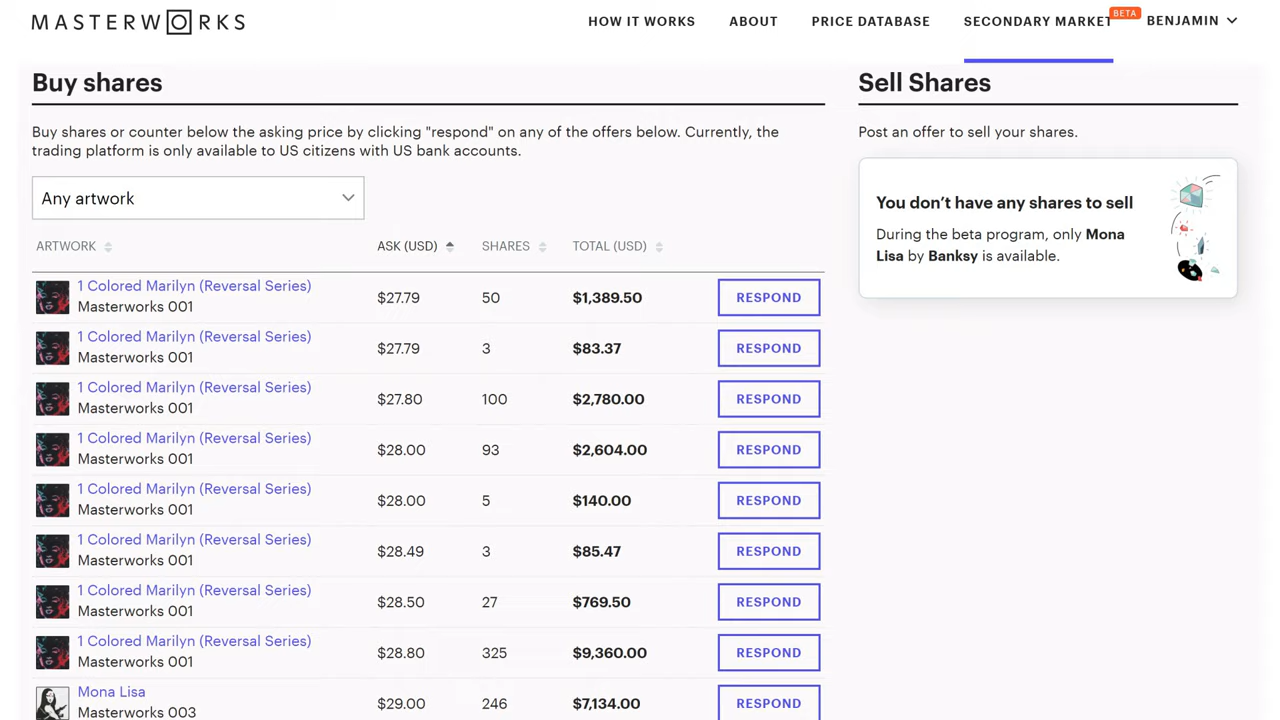 MASTERWORKS
HOW IT WORKS ABOUT PRICE DATABASE SECONDARY MARKET BETA BENJAMIN
Buy shares
Buy shares or counter below the asking price by clicking "respond" on any of the offers below. Currently, the
trading platform is only available to US citizens with US bank accounts.
Any artwork
ARTWORK ASK (USD) SHARES TOTAL (USD)
1 Colored Marilyn (Reversal Series)
Masterworks 001
$27.79 50 $1,389.50 RESPOND
1 Colored Marilyn (Reversal Series)
Masterworks 001
$27.79 3 $83.37 RESPOND
1 Colored Marilyn (Reversal Series)
Masterworks 001
$27.80 100 $2,780.00 RESPOND
1 Colored Marilyn (Reversal Series)
Masterworks 001
$28.00 93 $2,604.00 RESPOND
1 Colored Marilyn (Reversal Series)
Masterworks 001
$28.00 5 $140.00 RESPOND
1 Colored Marilyn (Reversal Series)
Masterworks 001
$28.49 3 $85.47 RESPOND
1 Colored Marilyn (Reversal Series)
Masterworks 001
$28.50 27 $769.50 RESPOND
1 Colored Marilyn (Reversal Series)
Masterworks 001
$28.80 325 $9,360.00 RESPOND
Mona Lisa
Masterworks 003
$29.00 246 $7,134.00 RESPOND
Sell Shares
Post an offer to sell your shares.
You don’t have any shares to sell
During the beta program, only Mona
Lisa by Banksy is available.